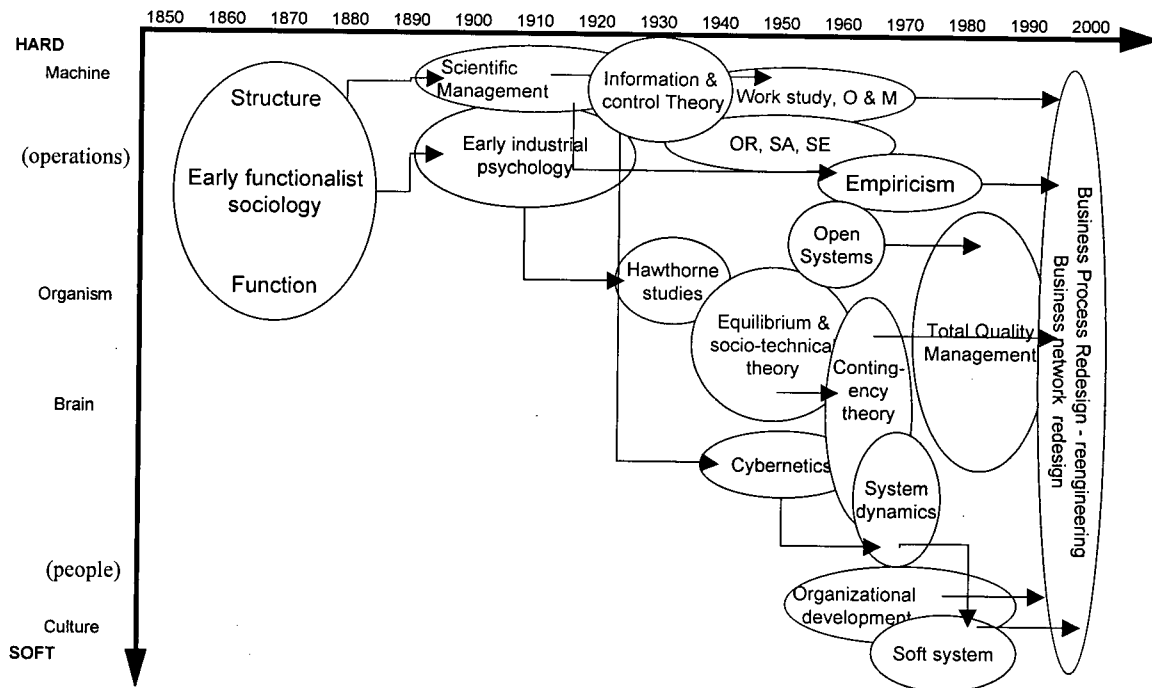 1850 1860 1870 1880 1890 1900 1910 1920 1930 1940 1950 1960 1970 1980 1990 2000
HARD
Machine
(operations)
Organism
Brain
(people)
Culture
SOFT
Structure
Early functionalist
sociology
Function
Scientific
Management
Information &
control Theory
Work study, O & M
Early industrial
psychology
OR, SA, SE
Empiricism
Open
Systems
Hawthorne
studies
Equilibrium &
socio-technical
theory
Conting-
ency
theory
Total Quality
Management
Cybernetics
System
dynamics
Organizational
development
Soft system
Business Process Redesign - reengineering
Business network redesign